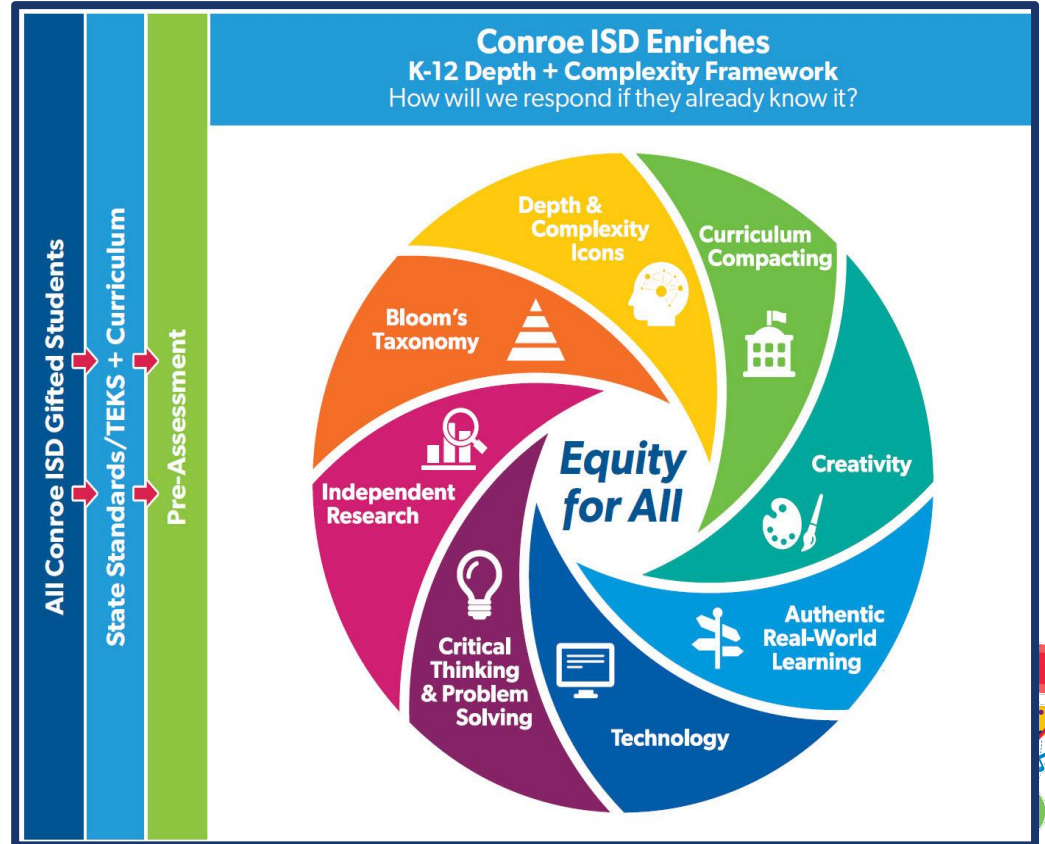 All Conroe ISD Gifted Students
State Standards/TEKS + Curriculum
Pre-Assessment
Conroe ISD Enriches
K-12 Depth + Complexity Framework
How will we respond if they already know it?
Depth &
Complexity
Icons
Curriculum
Compacting
Creativity
Authentic
Real-World
Learning
Technology
Critical
Thinking
& Problem
Solving
Independent
Research
Bloom's
Taxonomy
Equity
for All